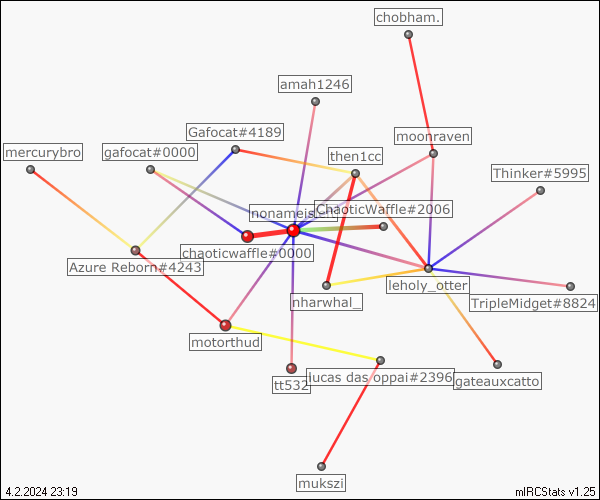 chobham.
amah1246
Gafocat#4189
moonraven
mercurybro
gafocat#0000
then1cc
Thinker#5995
ChaoticWaffle#2006
chaoticwaffle#0000
Azure Reborn#4243
leholy_otter
nharwhal_
TripleMidget#8824
motorthud
lucas das oppai#2396
gateauxcatto
tt532
mukszi
4.2.2024 23:19
mIRCStats v1.25